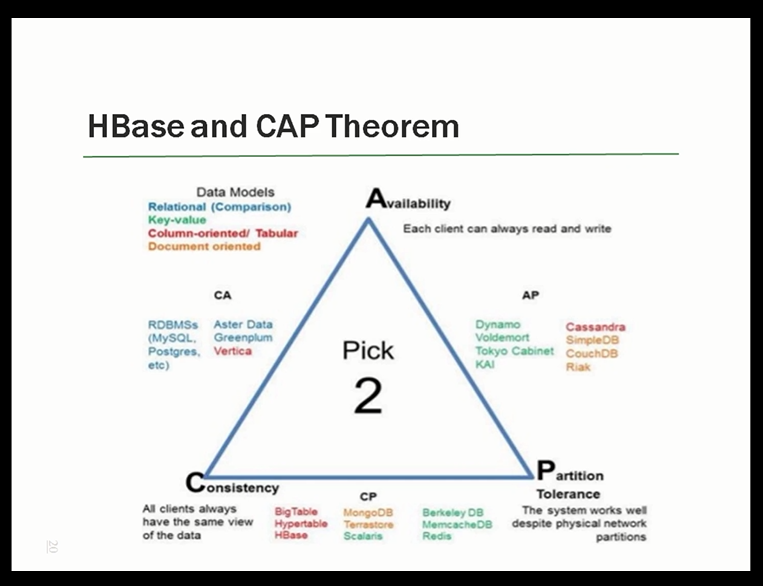 HBase and CAP Theorem
Data Models
Relational (Comparison)
Key-value
Column-oriented/ Tabular
Document oriented
Availability
Each client can always read and write
CA
RDBMSs
(MySQL,
Postgres,
etc)
Aster Data
Greenplum
Vertica
Pick
2
AP
Dynamo
Voldemort
Tokyo Cabinet
KAI
Cassandra
SimpleDB
CouchDB
Riak
Consistency
All clients always
have the same view
of the data
CP
BigTable
Hypertable
HBase
MongoDB
Terrastore
Scalaris
Berkeley DB
MemcacheDB
Redis
Partition
Tolerance
The system works well
despite physical network
partitions
20